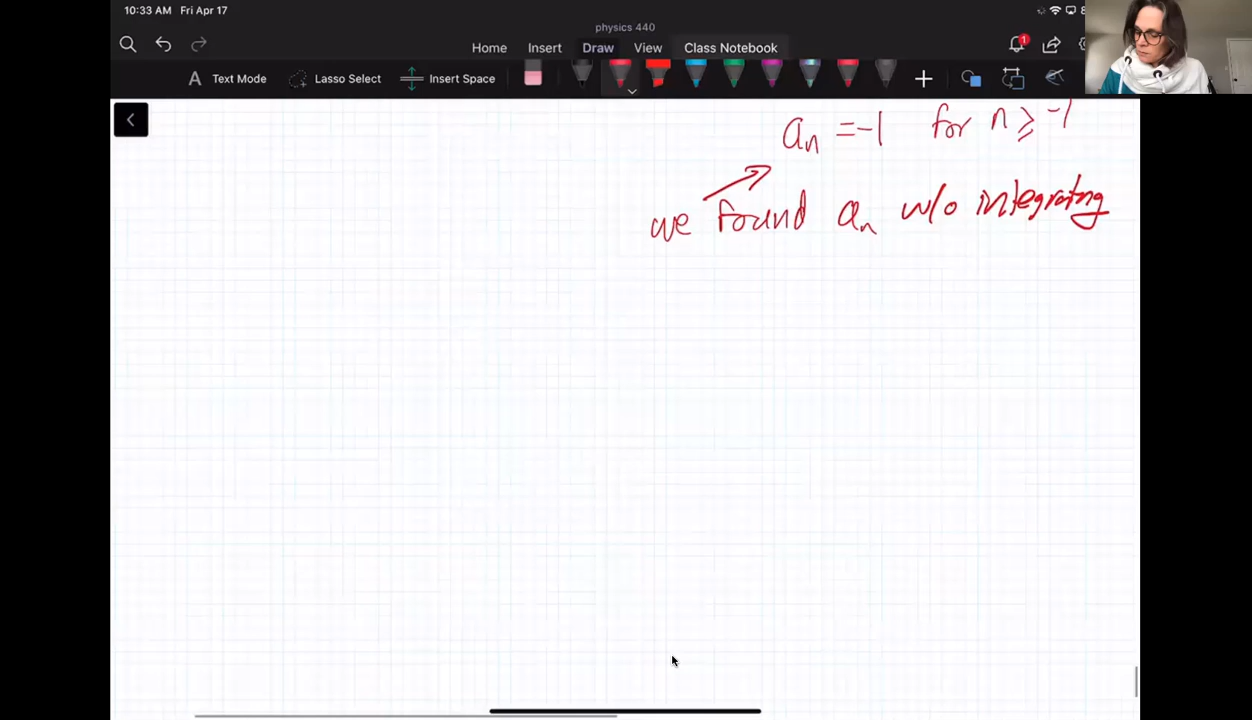 10:33 AM Fri Apr 17
physics 440
Home Insert Draw View Class Notebook
1
A Text Mode Lasso Select Insert Space
aₙ = -1 for n ≥ -1
we found aₙ w/o integrating